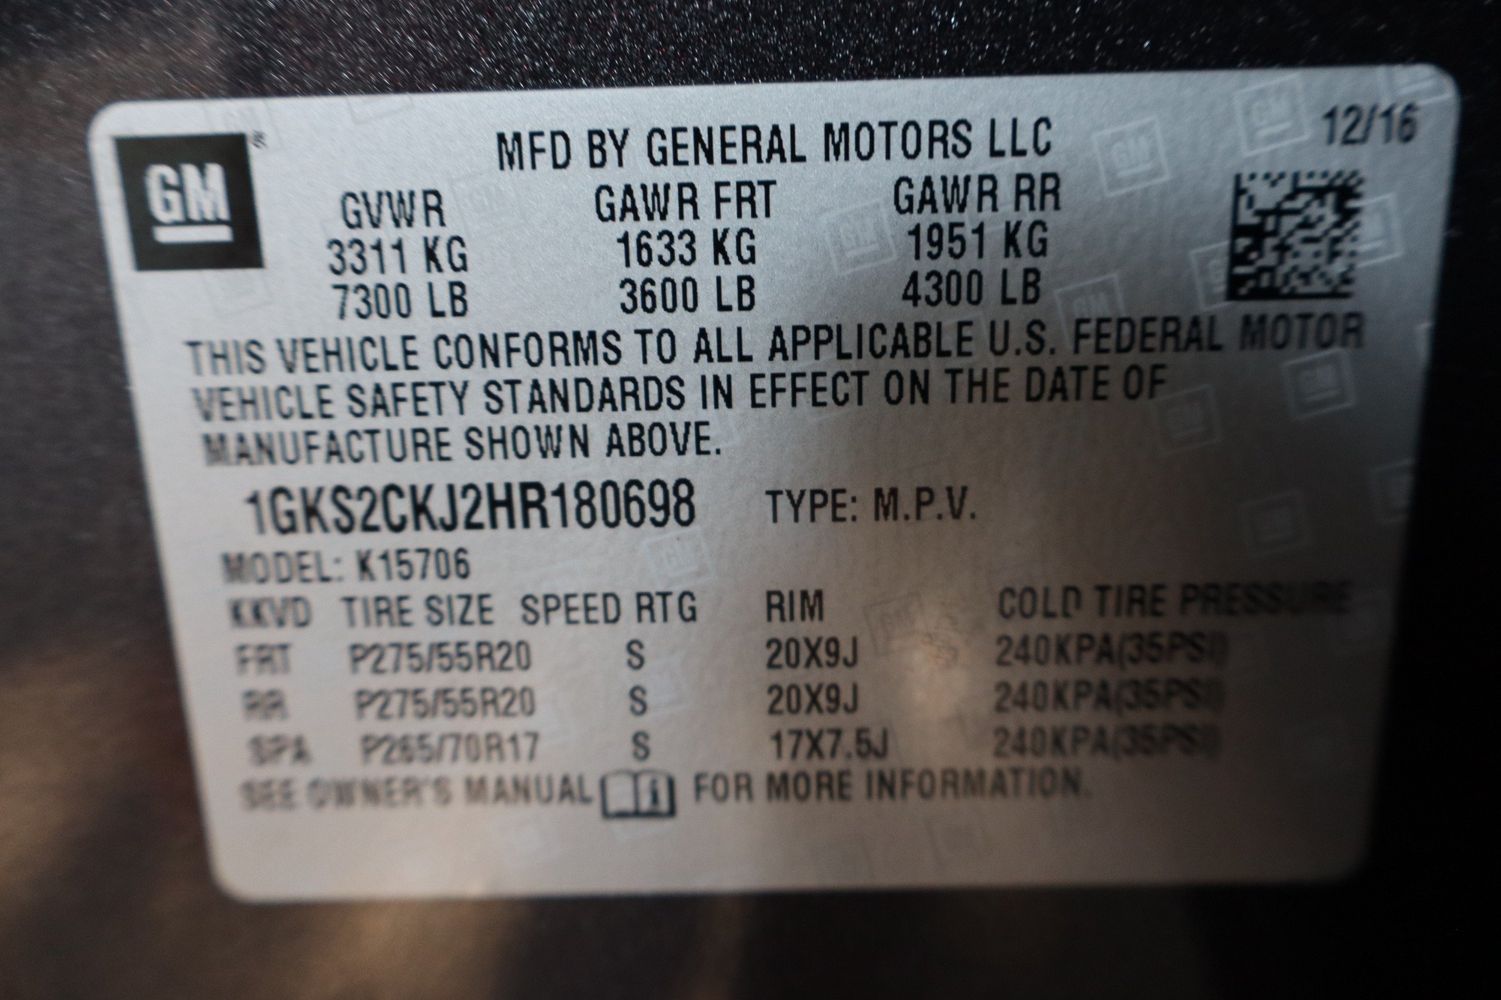 GM ® MFD BY GENERAL MOTORS LLC 12/16
GVWR GAWR FRT GAWR RR
3311 KG 1633 KG 1951 KG
7300 LB 3600 LB 4300 LB
THIS VEHICLE CONFORMS TO ALL APPLICABLE U.S. FEDERAL MOTOR
VEHICLE SAFETY STANDARDS IN EFFECT ON THE DATE OF
MANUFACTURE SHOWN ABOVE.
1GKS2CKJ2HR180698 TYPE: M.P.V.
MODEL: K15706
KKVD TIRE SIZE SPEED RTG RIM COLD TIRE PRESSURE
FRT P275/55R20 S 20X9J 240KPA(35PSI)
RR P275/55R20 S 20X9J 240KPA(35PSI)
SPA P265/70R17 S 17X7.5J 240KPA(35PSI)
SEE OWNER'S MANUAL FOR MORE INFORMATION.